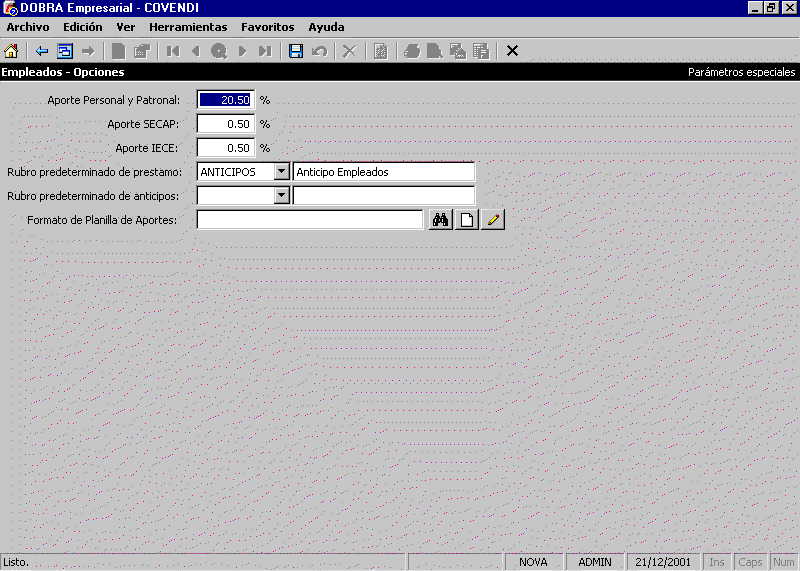 DOBRA Empresarial - COVENDI
Archivo Edición Ver Herramientas Favoritos Ayuda
Empleados - Opciones Parámetros especiales
Aporte Personal y Patronal: 20.50 %
Aporte SECAP: 0.50 %
Aporte IECE: 0.50 %
Rubro predeterminado de prestamo: ANTICIPOS Anticipo Empleados
Rubro predeterminado de anticipos:
Formato de Planilla de Aportes:
Listo. NOVA ADMIN 21/12/2001 Ins Caps Num